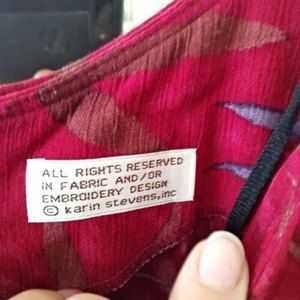 ALL RIGHTS RESERVED
IN FABRIC AND/OR
EMBROIDERY DESIGN
© karin stevens, inc